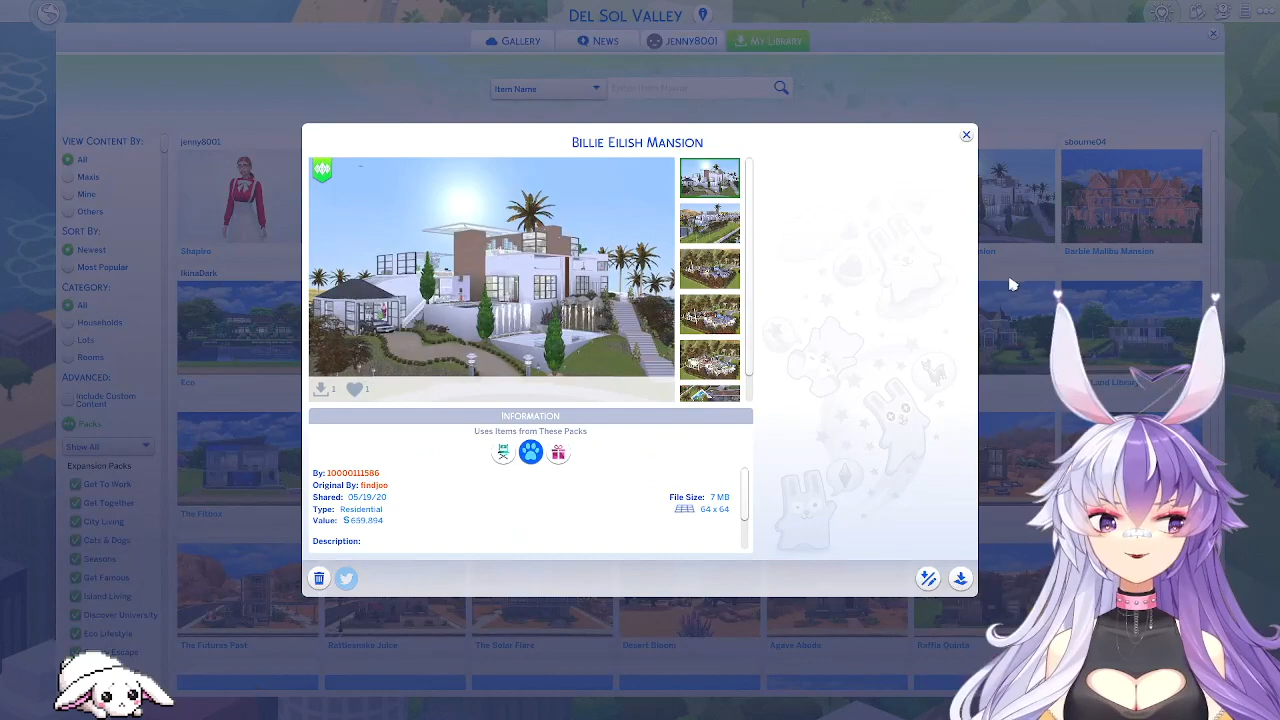 DEL SOL VALLEY
GALLERY
NEWS
JENNY8001
MY LIBRARY
Item Name
VIEW CONTENT BY:
All
Maxis
Mine
Others
SORT BY:
Newest
Most Popular
CATEGORY:
All
Households
Lots
Rooms
ADVANCED:
Include Custom
Content
Packs
Show All
Expansion Packs
Get To Work
Get Together
City Living
Cats & Dogs
Seasons
Get Famous
Island Living
Discover University
Eco Lifestyle
Escape
jenny8001
Shapiro
IkinaDark
Eco
The Fitbox
The Futures Past
Rattlesnake Juice
The Solar Flare
Desert Bloom
Agave Abode
Raffia Quinta
sbourne04
Barbie Malibu Mansion
BILLIE EILISH MANSION
1
1
INFORMATION
Uses Items from These Packs
By: 10000111586
Original By: findjoo
Shared: 05/19/20
Type: Residential
Value: §659,894
File Size: 7 MB
64 x 64
Description: